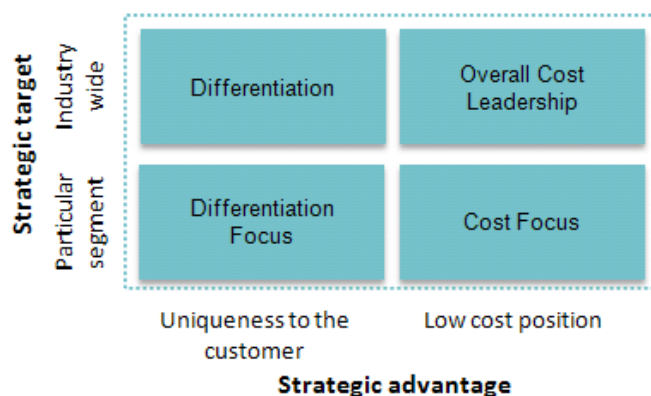 Strategic target
Industry
wide
Differentiation
Overall Cost
Leadership
Particular
segment
Differentiation
Focus
Cost Focus
Uniqueness to the
customer
Low cost position
Strategic advantage